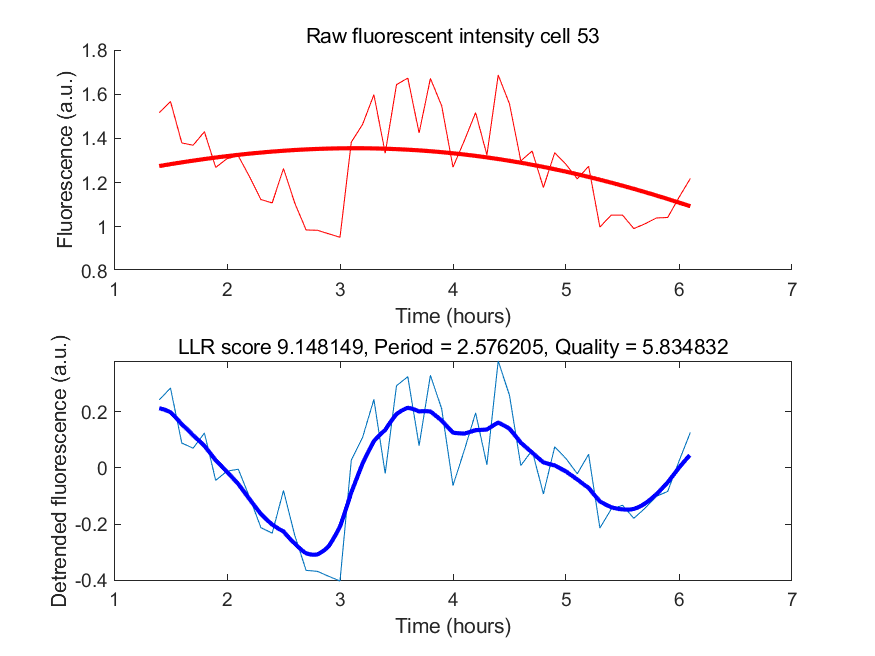 Raw fluorescent intensity cell 53
Fluorescence (a.u.)
1.8
1.6
1.4
1.2
1
0.8
1 2 3 4 5 6 7
Time (hours)
LLR score 9.148149, Period = 2.576205, Quality = 5.834832
Detrended fluorescence (a.u.)
0.2
0
-0.2
-0.4
1 2 3 4 5 6 7
Time (hours)